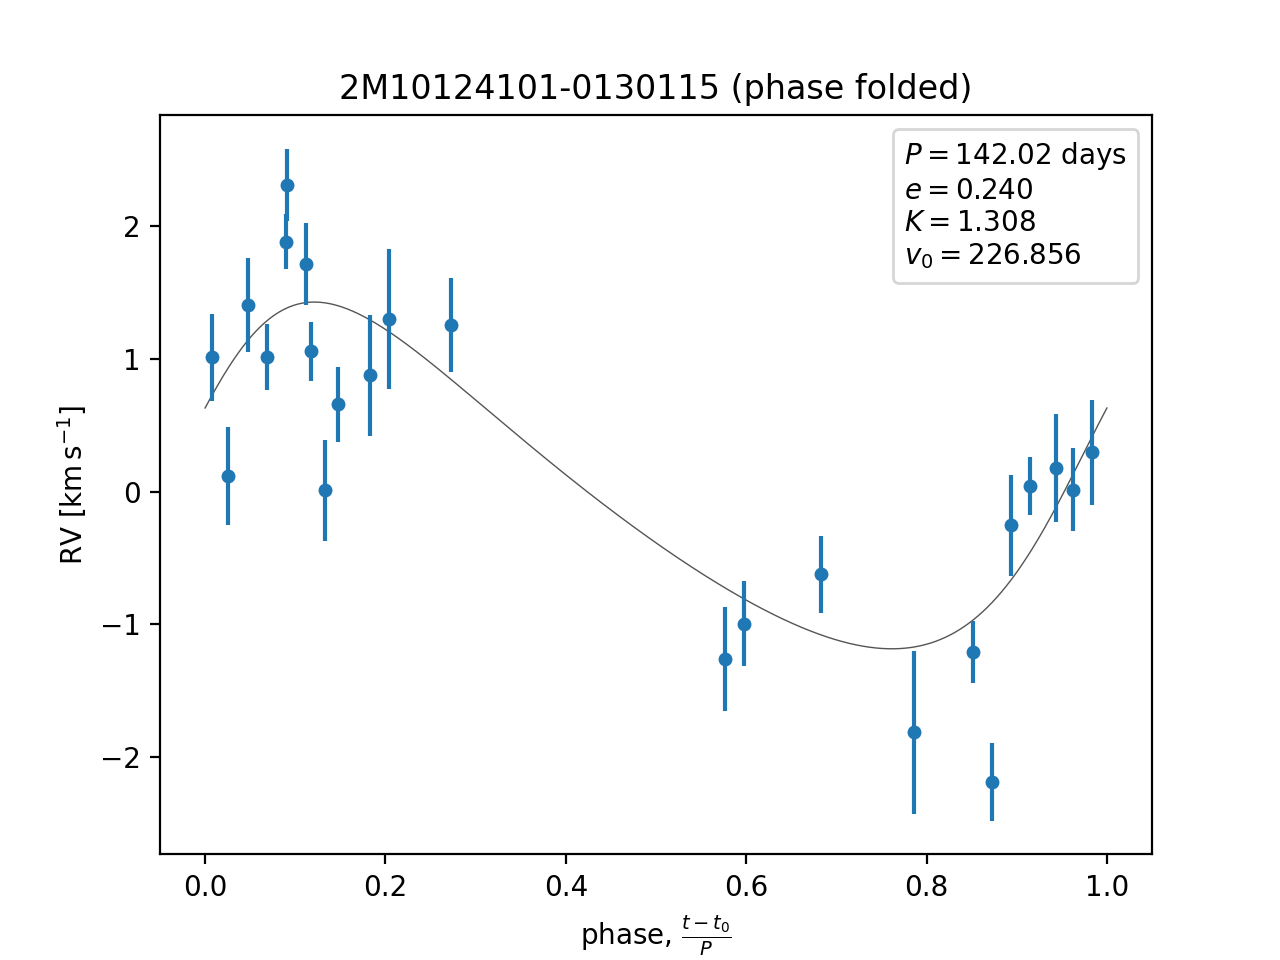 2M10124101-0130115 (phase folded)
P = 142.02 days
e = 0.240
K = 1.308
v₀ = 226.856
RV [km s⁻¹]
2
1
0
−1
−2
0.0 0.2 0.4 0.6 0.8 1.0
phase, (t − t₀)/P